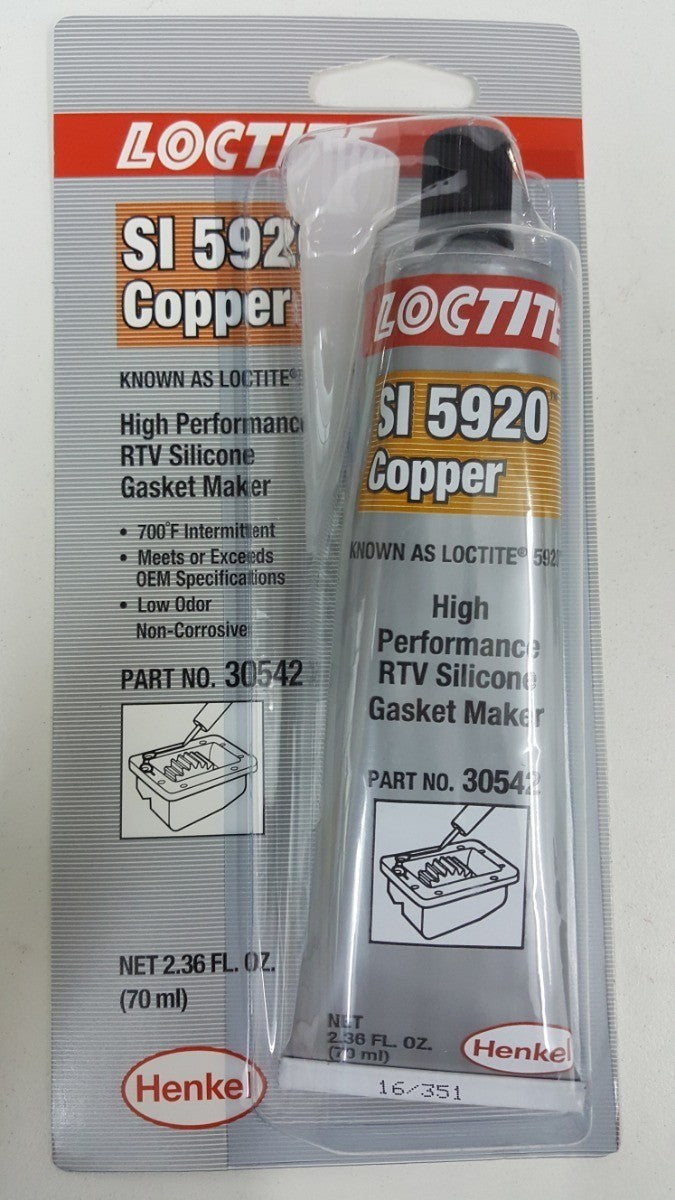 LOCTITE
SI 592
Copper
KNOWN AS LOCTITE®
High Performance
RTV Silicone
Gasket Maker
• 700°F Intermittent
• Meets or Exceeds
OEM Specifications
• Low Odor
Non-Corrosive
PART NO. 30542
NET 2.36 FL. OZ.
(70 ml)
Henkel
LOCTITE
SI 5920™
Copper
KNOWN AS LOCTITE® 592
High
Performance
RTV Silicone
Gasket Maker
PART NO. 30542
NET
2.36 FL. OZ.
(70 ml)
Henkel
16/351